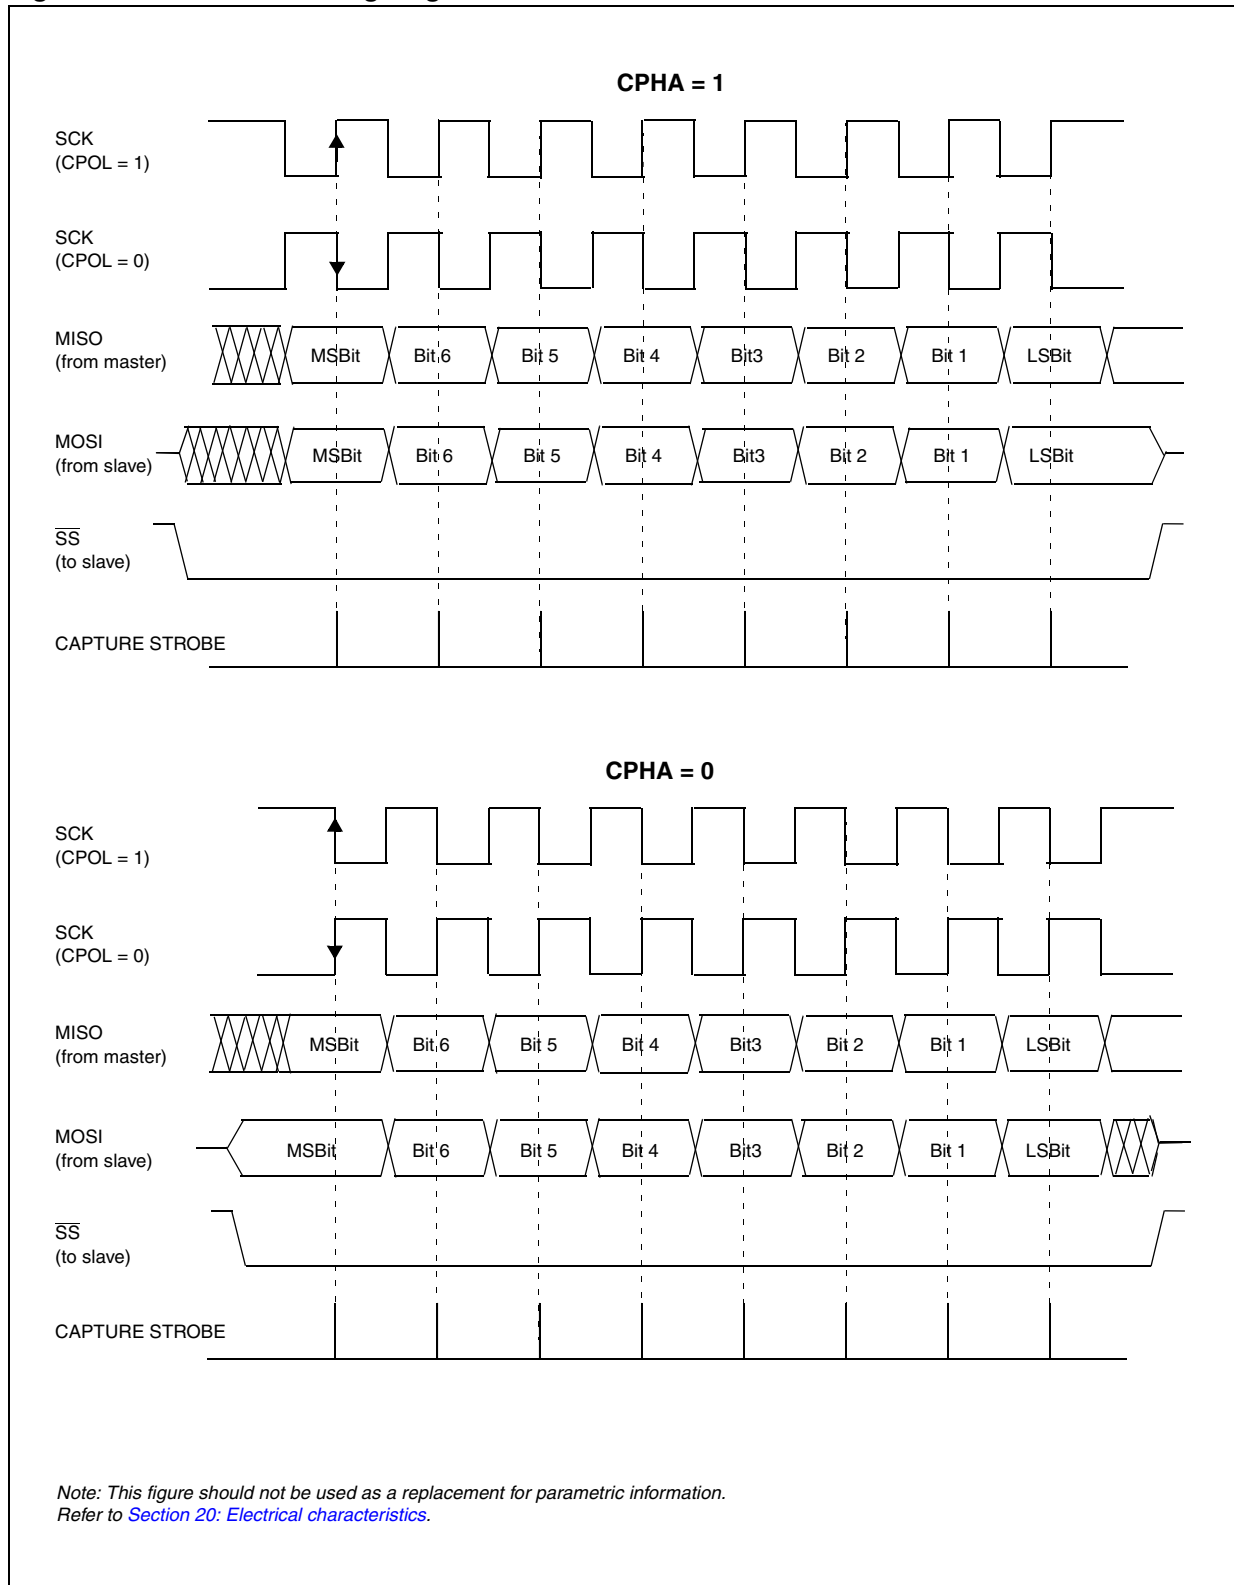 CPHA = 1
SCK
(CPOL = 1)
SCK
(CPOL = 0)
MISO
(from master)
MSBit Bit 6 Bit 5 Bit 4 Bit3 Bit 2 Bit 1 LSBit
MOSI
(from slave)
MSBit Bit 6 Bit 5 Bit 4 Bit3 Bit 2 Bit 1 LSBit
SS
(to slave)
CAPTURE STROBE
CPHA = 0
SCK
(CPOL = 1)
SCK
(CPOL = 0)
MISO
(from master)
MSBit Bit 6 Bit 5 Bit 4 Bit3 Bit 2 Bit 1 LSBit
MOSI
(from slave)
MSBit Bit 6 Bit 5 Bit 4 Bit3 Bit 2 Bit 1 LSBit
SS
(to slave)
CAPTURE STROBE
Note: This figure should not be used as a replacement for parametric information.
Refer to Section 20: Electrical characteristics.